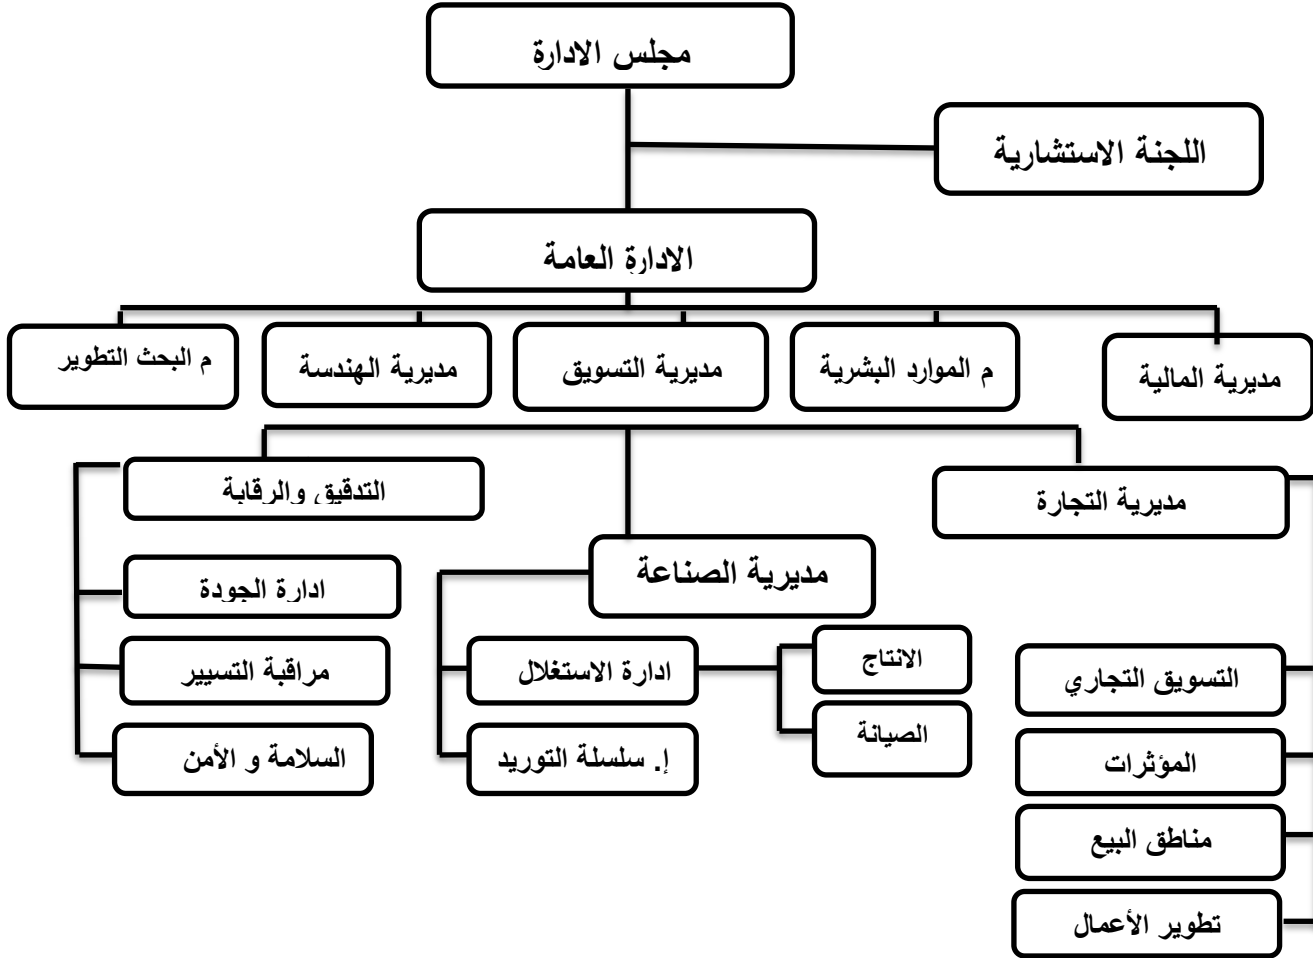 مجلس الادارة
اللجنة الاستشارية
الادارة العامة
مديرية المالية
م الموارد البشرية
مديرية التسويق
مديرية الهندسة
م البحث التطوير
مديرية التجارة
التدقيق والرقابة
مديرية الصناعة
ادارة الجودة
الانتاج
ادارة الاستغلال
مراقبة التسيير
التسويق التجاري
الصيانة
إ. سلسلة التوريد
السلامة و الأمن
المؤثرات
مناطق البيع
تطوير الأعمال